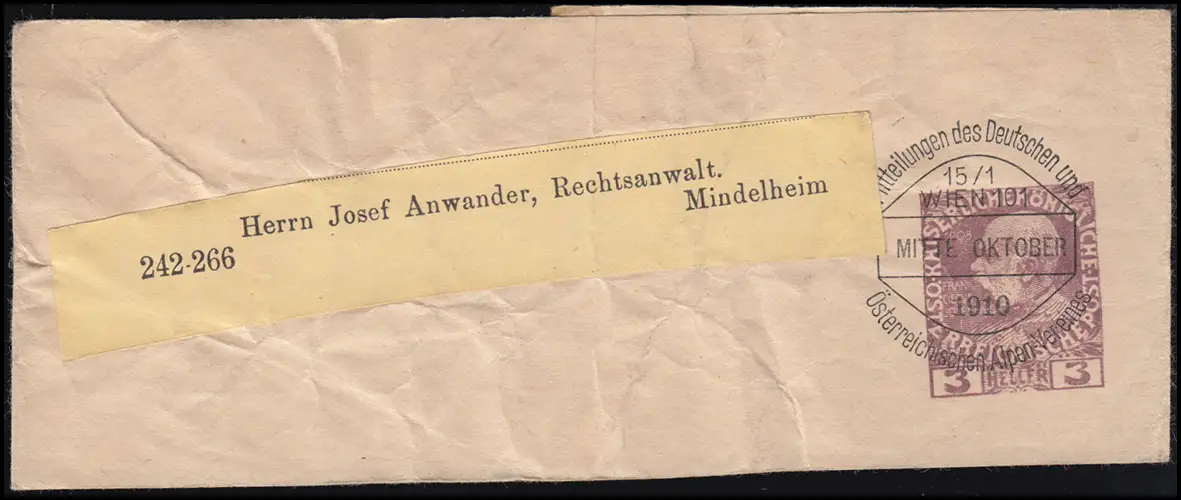 Herrn Josef Anwander, Rechtsanwalt.
Mindelheim
242-266
Mitteilungen des Deutschen und
15/1
WIEN 101
MITTE OKTOBER
1910
Österreichischen Alpen-Vereines
3 HELLER 3